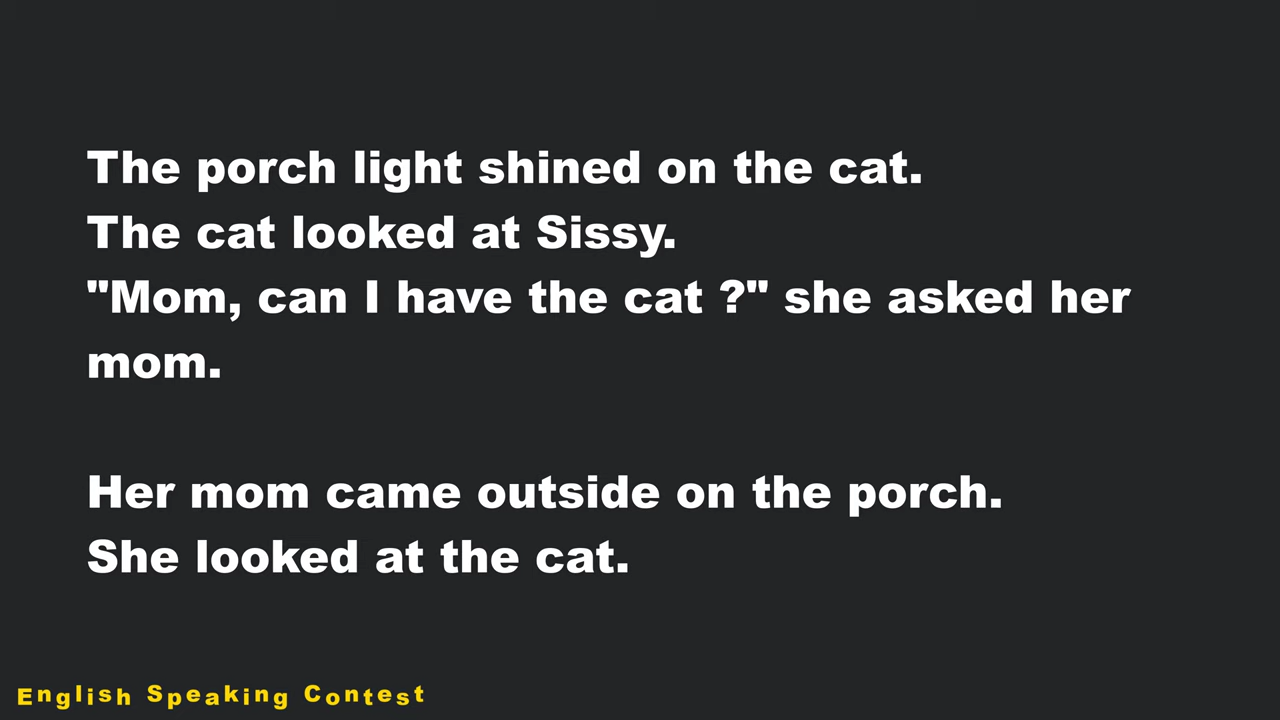 The porch light shined on the cat.
The cat looked at Sissy.
"Mom, can I have the cat ?" she asked her
mom.
Her mom came outside on the porch.
She looked at the cat.
English Speaking Contest